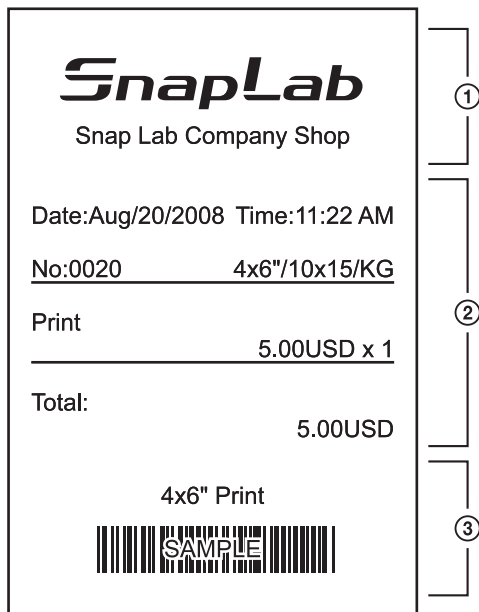 SnapLab
Snap Lab Company Shop
Date:Aug/20/2008 Time:11:22 AM
No:0020 4x6"/10x15/KG
Print
5.00USD x 1
Total:
5.00USD
4x6" Print
SAMPLE
①
②
③